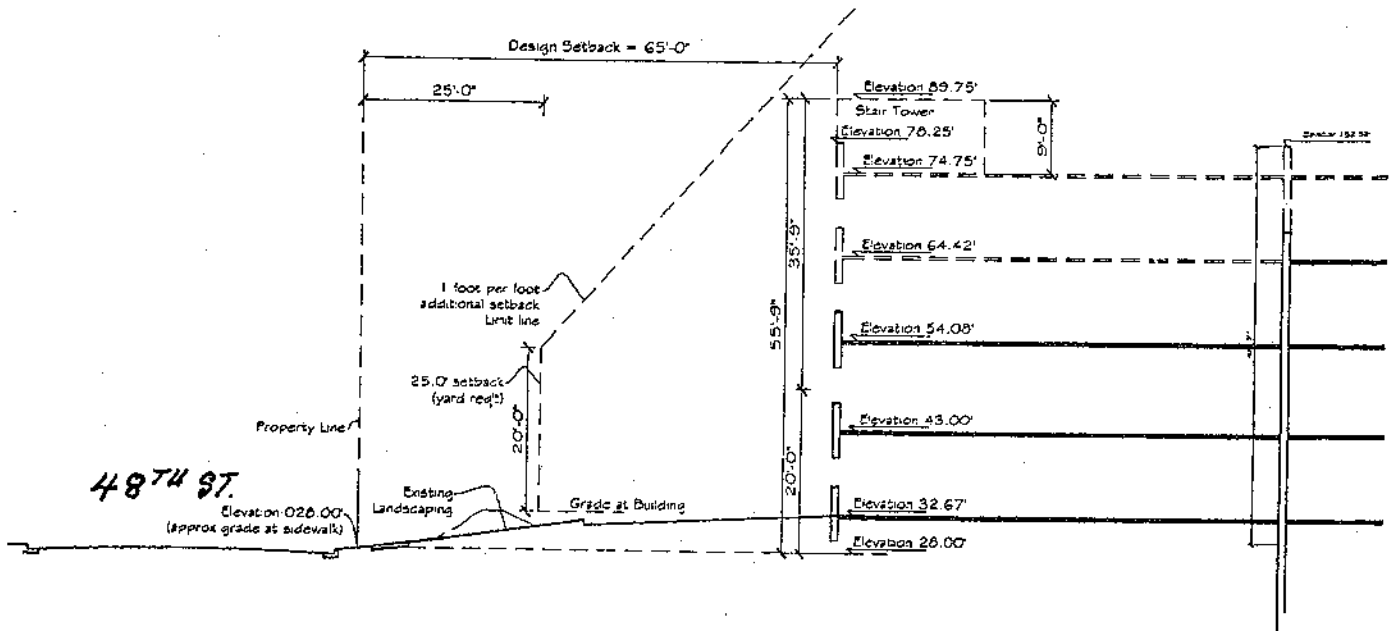 Design Setback = 65'-0"
25'-0"
Elevation 89.75'
Stair Tower
Elevation 78.25'
9'-0"
Elevation 74.75'
35'-9"
Elevation 64.42'
1 foot per foot
additional setback
Limit line
55'-9"
Elevation 54.08'
25.0' setback
(yard req't)
20'-0"
Property Line
Elevation 43.00'
48TH ST.
Existing
Landscaping
Grade at Building
20'-0"
Elevation 028.00'
(approx grade at sidewalk)
Elevation 32.67'
Elevation 28.00'